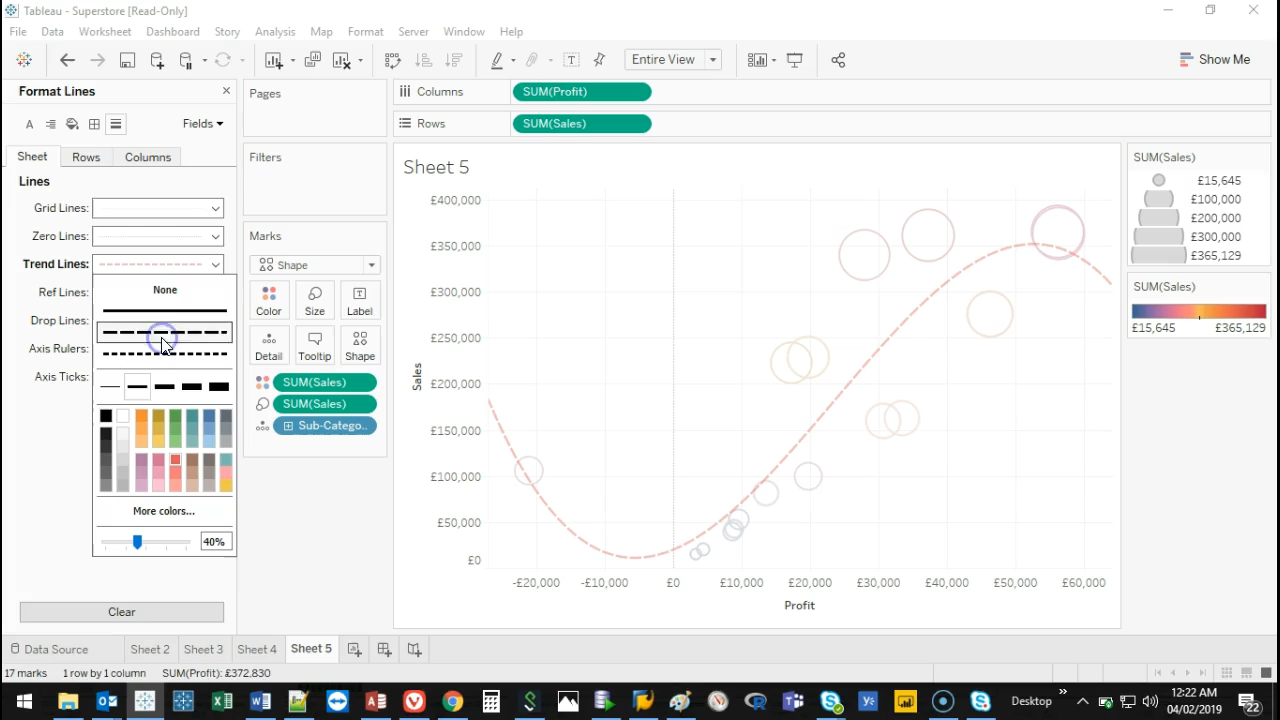 Tableau - Superstore [Read-Only]
File Data Worksheet Dashboard Story Analysis Map Format Server Window Help
Entire View
Show Me
Format Lines
Fields
Sheet Rows Columns
Lines
Grid Lines:
Zero Lines:
Trend Lines:
None
Ref Lines:
Drop Lines:
Axis Rulers:
Axis Ticks:
More colors...
40%
Clear
Pages
Filters
Marks
Shape
Color Size Label
Detail Tooltip Shape
SUM(Sales)
SUM(Sales)
Sub-Catego..
Columns SUM(Profit)
Rows SUM(Sales)
Sheet 5
£400,000
£350,000
£300,000
£250,000
£200,000
£150,000
£100,000
£50,000
£0
Sales
-£20,000 -£10,000 £0 £10,000 £20,000 £30,000 £40,000 £50,000 £60,000
Profit
SUM(Sales)
£15,645
£100,000
£200,000
£300,000
£365,129
SUM(Sales)
£15,645 £365,129
Data Source Sheet 2 Sheet 3 Sheet 4 Sheet 5
17 marks 1 row by 1 column SUM(Profit): £372,830
Desktop
12:22 AM
04/02/2019
22